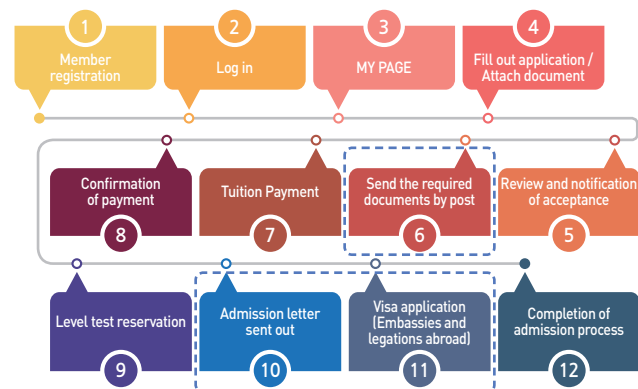 1
Member
registration
2
Log in
3
MY PAGE
4
Fill out application /
Attach document
Review and notification
of acceptance
5
Send the required
documents by post
6
Tuition Payment
7
Confirmation
of payment
8
Level test reservation
9
Admission letter
sent out
10
Visa application
(Embassies and
legations abroad)
11
Completion of
admission process
12